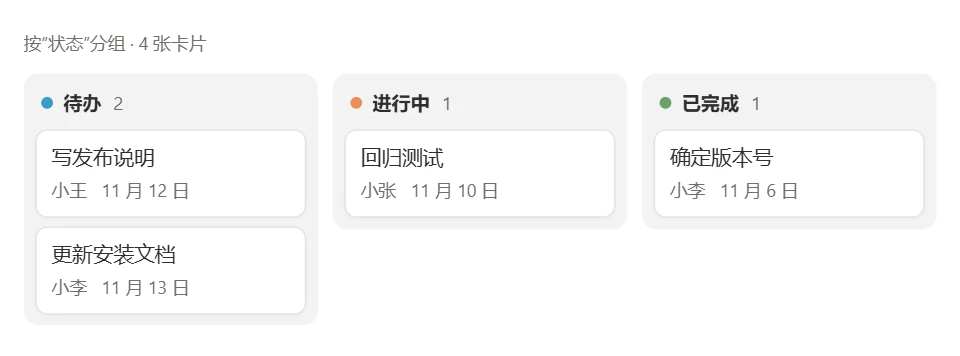 按“状态”分组 · 4 张卡片
待办 2
写发布说明
小王 11 月 12 日
更新安装文档
小李 11 月 13 日
进行中 1
回归测试
小张 11 月 10 日
已完成 1
确定版本号
小李 11 月 6 日